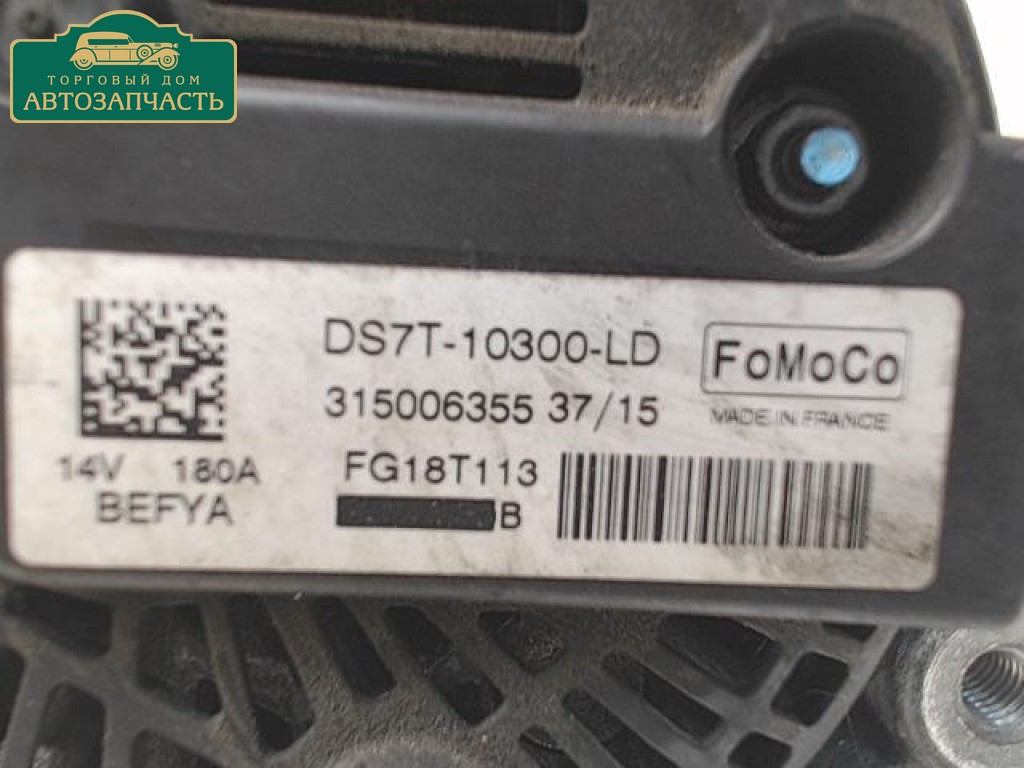 ТОРГОВЫЙ ДОМ
АВТОЗАПЧАСТЬ
DS7T-10300-LD
FoMoCo
315006355 37/15
MADE IN FRANCE
14V 180A
FG18T113
BEFYA
B